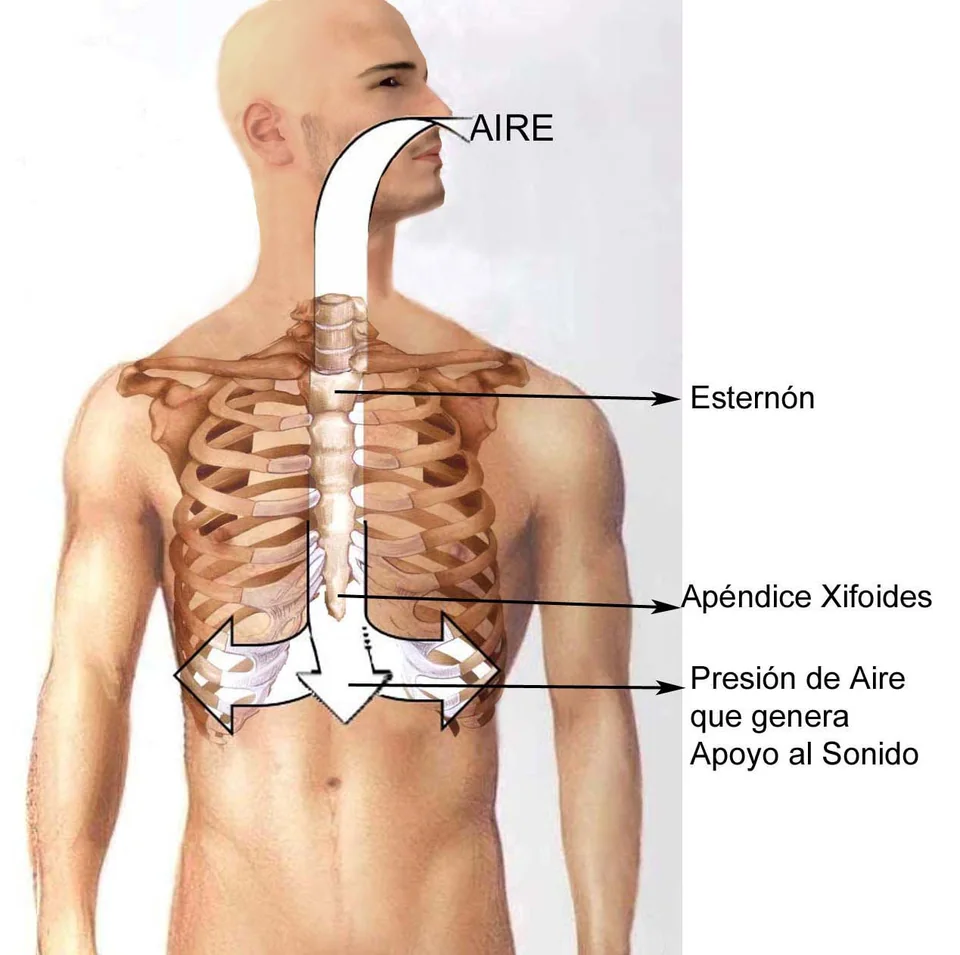 AIRE
Esternón
Apéndice Xifoides
Presión de Aire
que genera
Apoyo al Sonido